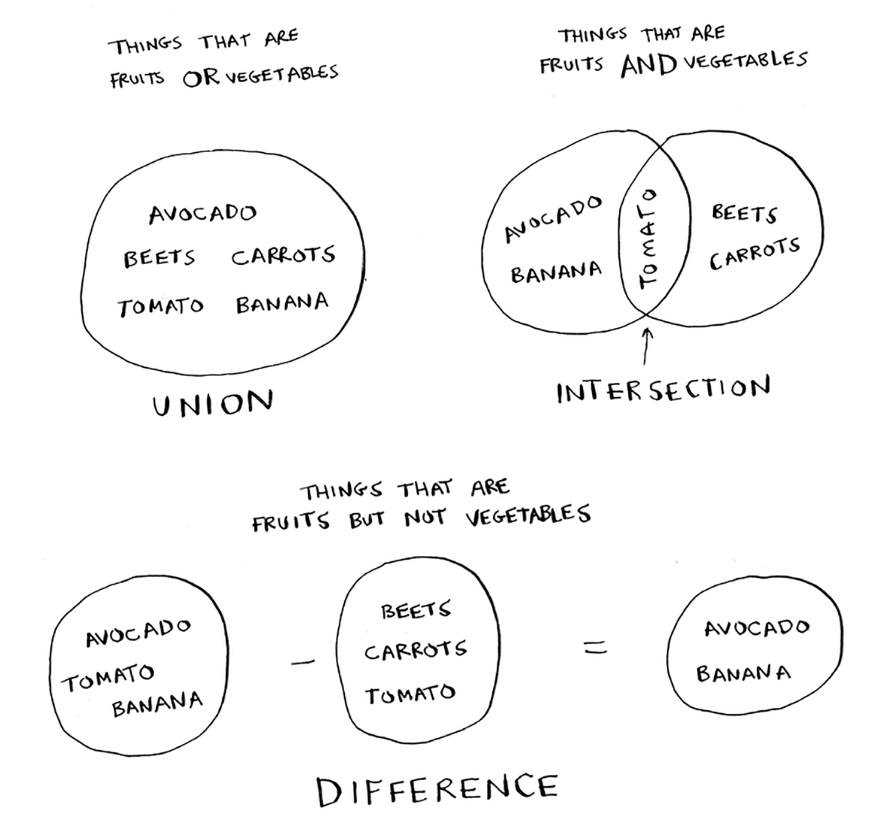 THINGS THAT ARE
FRUITS OR VEGETABLES
AVOCADO
BEETS CARROTS
TOMATO BANANA
UNION
THINGS THAT ARE
FRUITS AND VEGETABLES
AVOCADO
BANANA
TOMATO
BEETS
CARROTS
INTERSECTION
THINGS THAT ARE
FRUITS BUT NOT VEGETABLES
AVOCADO
TOMATO
BANANA
-
BEETS
CARROTS
TOMATO
=
AVOCADO
BANANA
DIFFERENCE